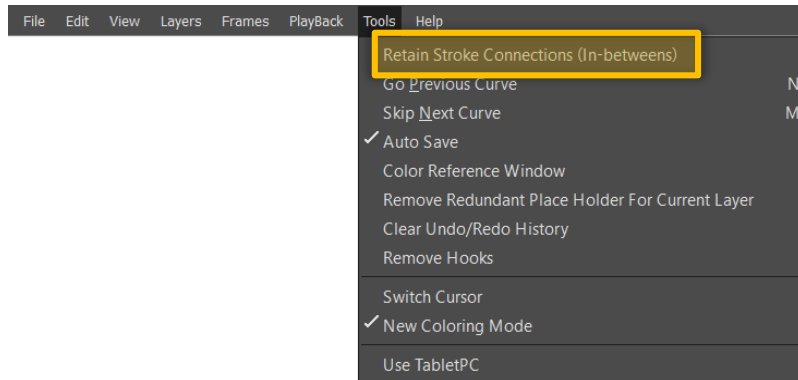 File Edit View Layers Frames PlayBack Tools Help
Retain Stroke Connections (In-betweens)
Go Previous Curve N
Skip Next Curve M
Auto Save
Color Reference Window
Remove Redundant Place Holder For Current Layer
Clear Undo/Redo History
Remove Hooks
Switch Cursor
New Coloring Mode
Use TabletPC